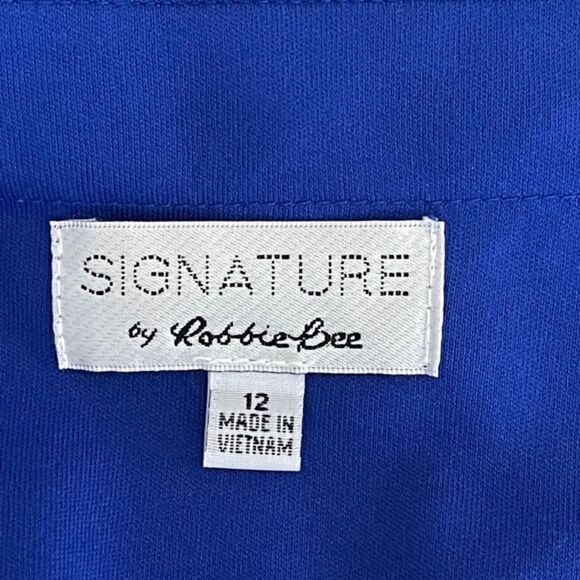 SIGNATURE
by Robbie Bee
12
MADE IN
VIETNAM